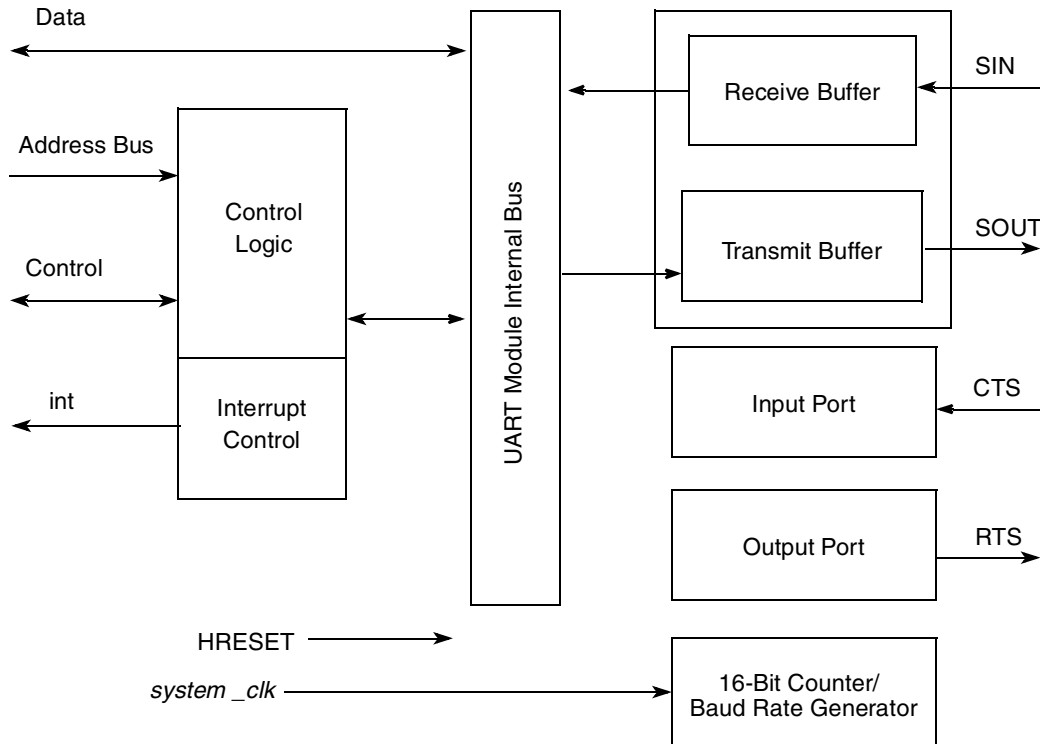 Data
Address Bus
Control
int
Control
Logic
Interrupt
Control
UART Module Internal Bus
Receive Buffer
SIN
Transmit Buffer
SOUT
Input Port
CTS
Output Port
RTS
HRESET
system _clk
16-Bit Counter/
Baud Rate Generator